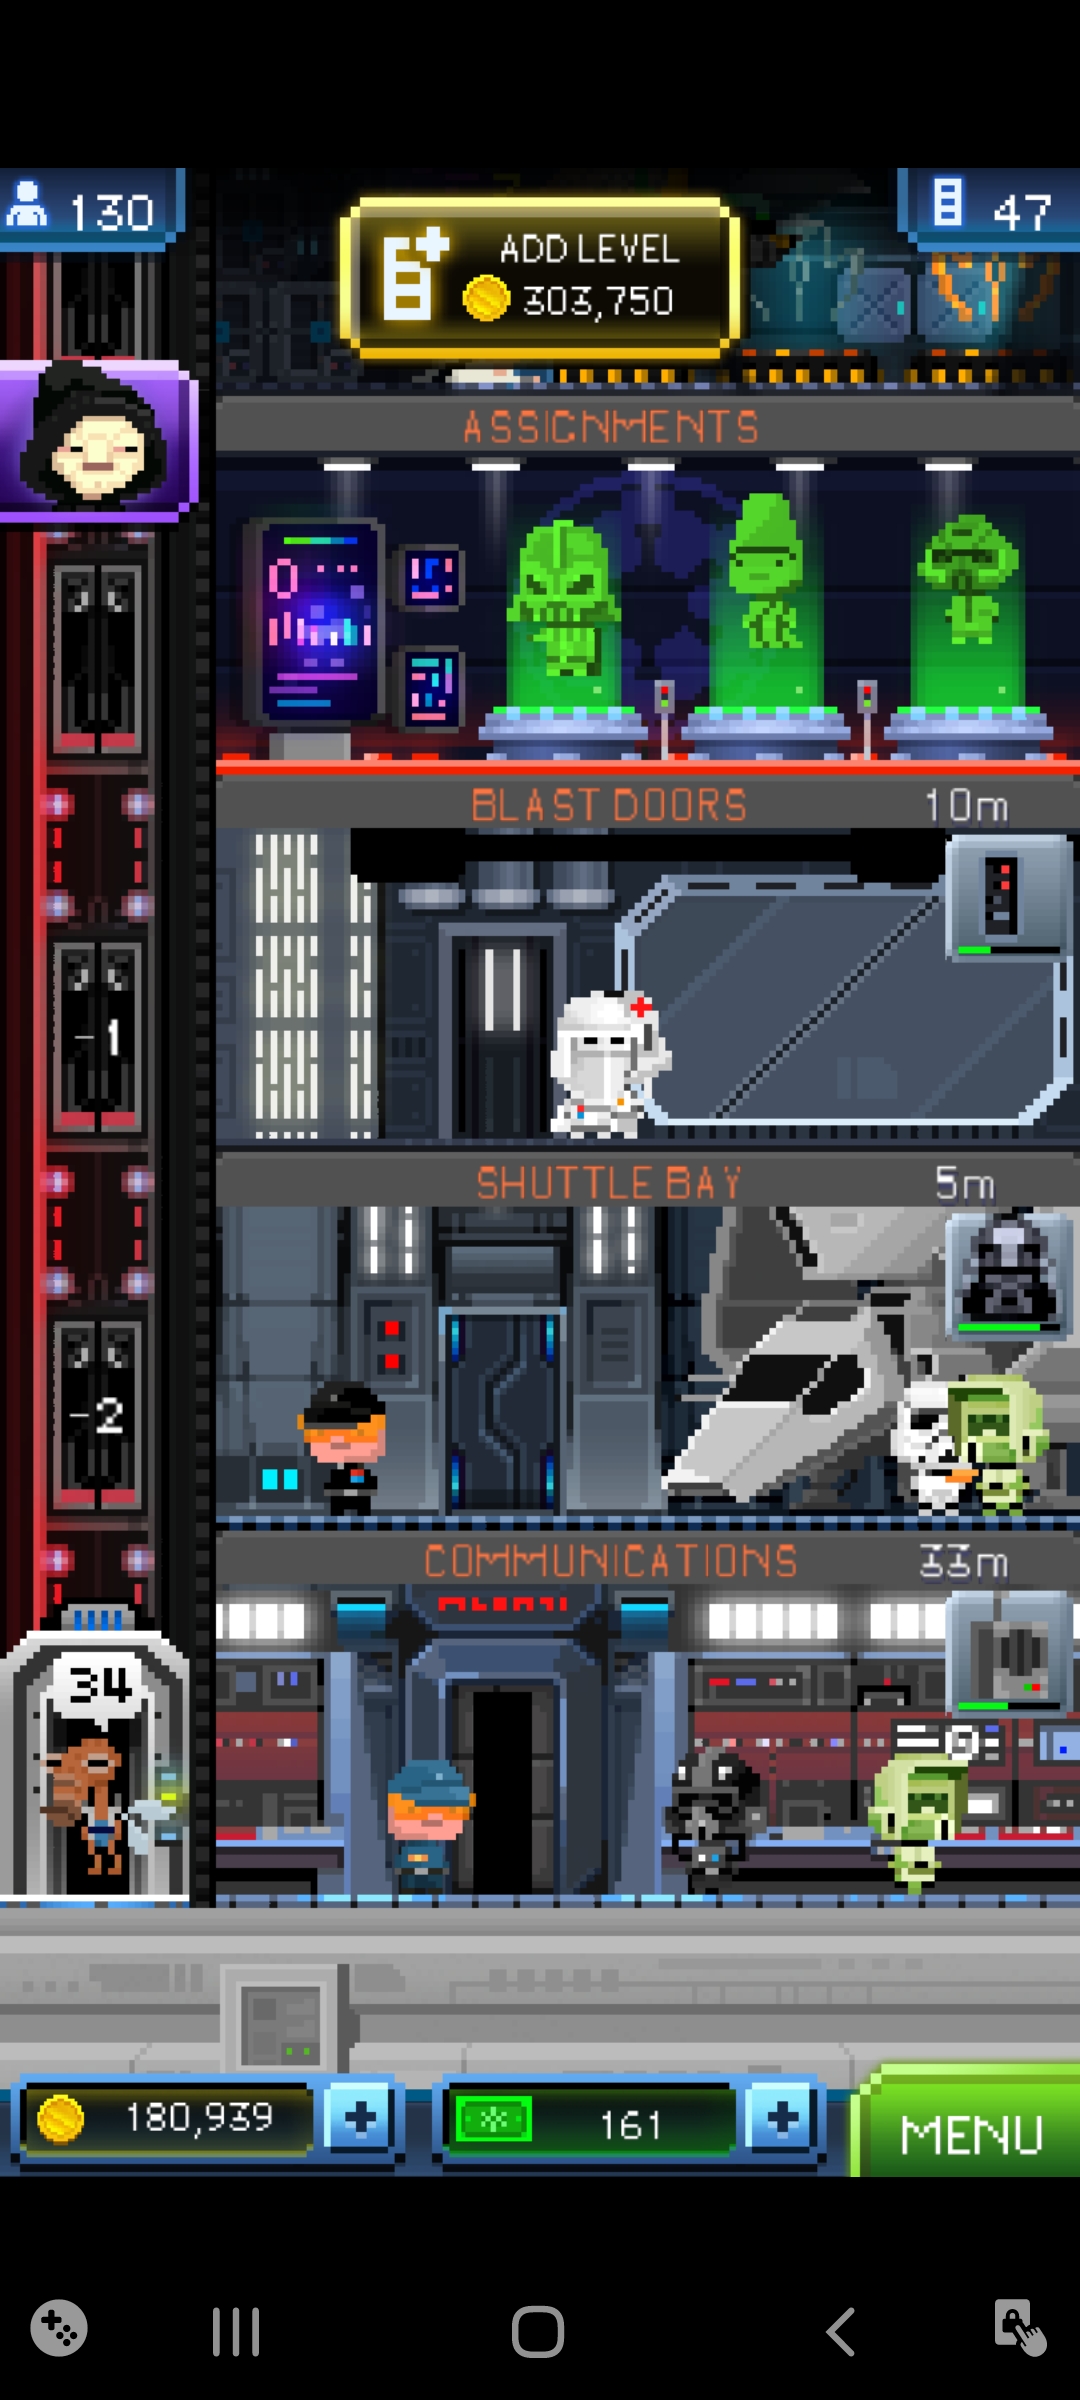 130
ADD LEVEL
303,750
47
ASSIGNMENTS
BLAST DOORS 10m
-1
SHUTTLE BAY 5m
-2
COMMUNICATIONS 33m
34
180,939 +
161 +
MENU